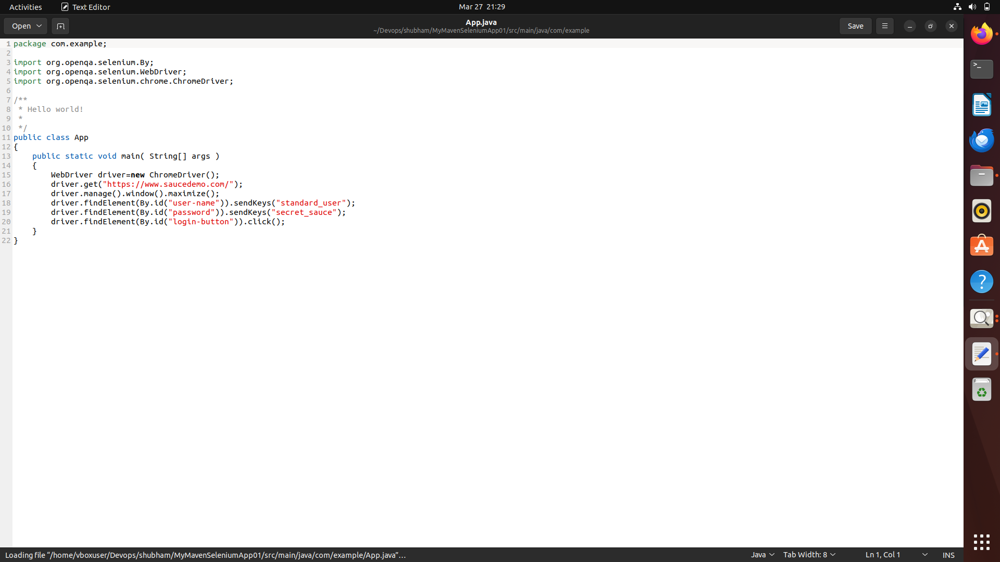 Activities Text Editor Mar 27 21:29
Open App.java Save
~/Devops/shubham/MyMavenSeleniumApp01/src/main/java/com/example
1 package com.example;
2
3 import org.openqa.selenium.By;
4 import org.openqa.selenium.WebDriver;
5 import org.openqa.selenium.chrome.ChromeDriver;
6
7 /**
8  * Hello world!
9  *
10  */
11 public class App
12 {
13     public static void main( String[] args )
14     {
15         WebDriver driver=new ChromeDriver();
16         driver.get("https://www.saucedemo.com/");
17         driver.manage().window().maximize();
18         driver.findElement(By.id("user-name")).sendKeys("standard_user");
19         driver.findElement(By.id("password")).sendKeys("secret_sauce");
20         driver.findElement(By.id("login-button")).click();
21     }
22 }
Loading file “/home/vboxuser/Devops/shubham/MyMavenSeleniumApp01/src/main/java/com/example/App.java”… Java Tab Width: 8 Ln 1, Col 1 INS